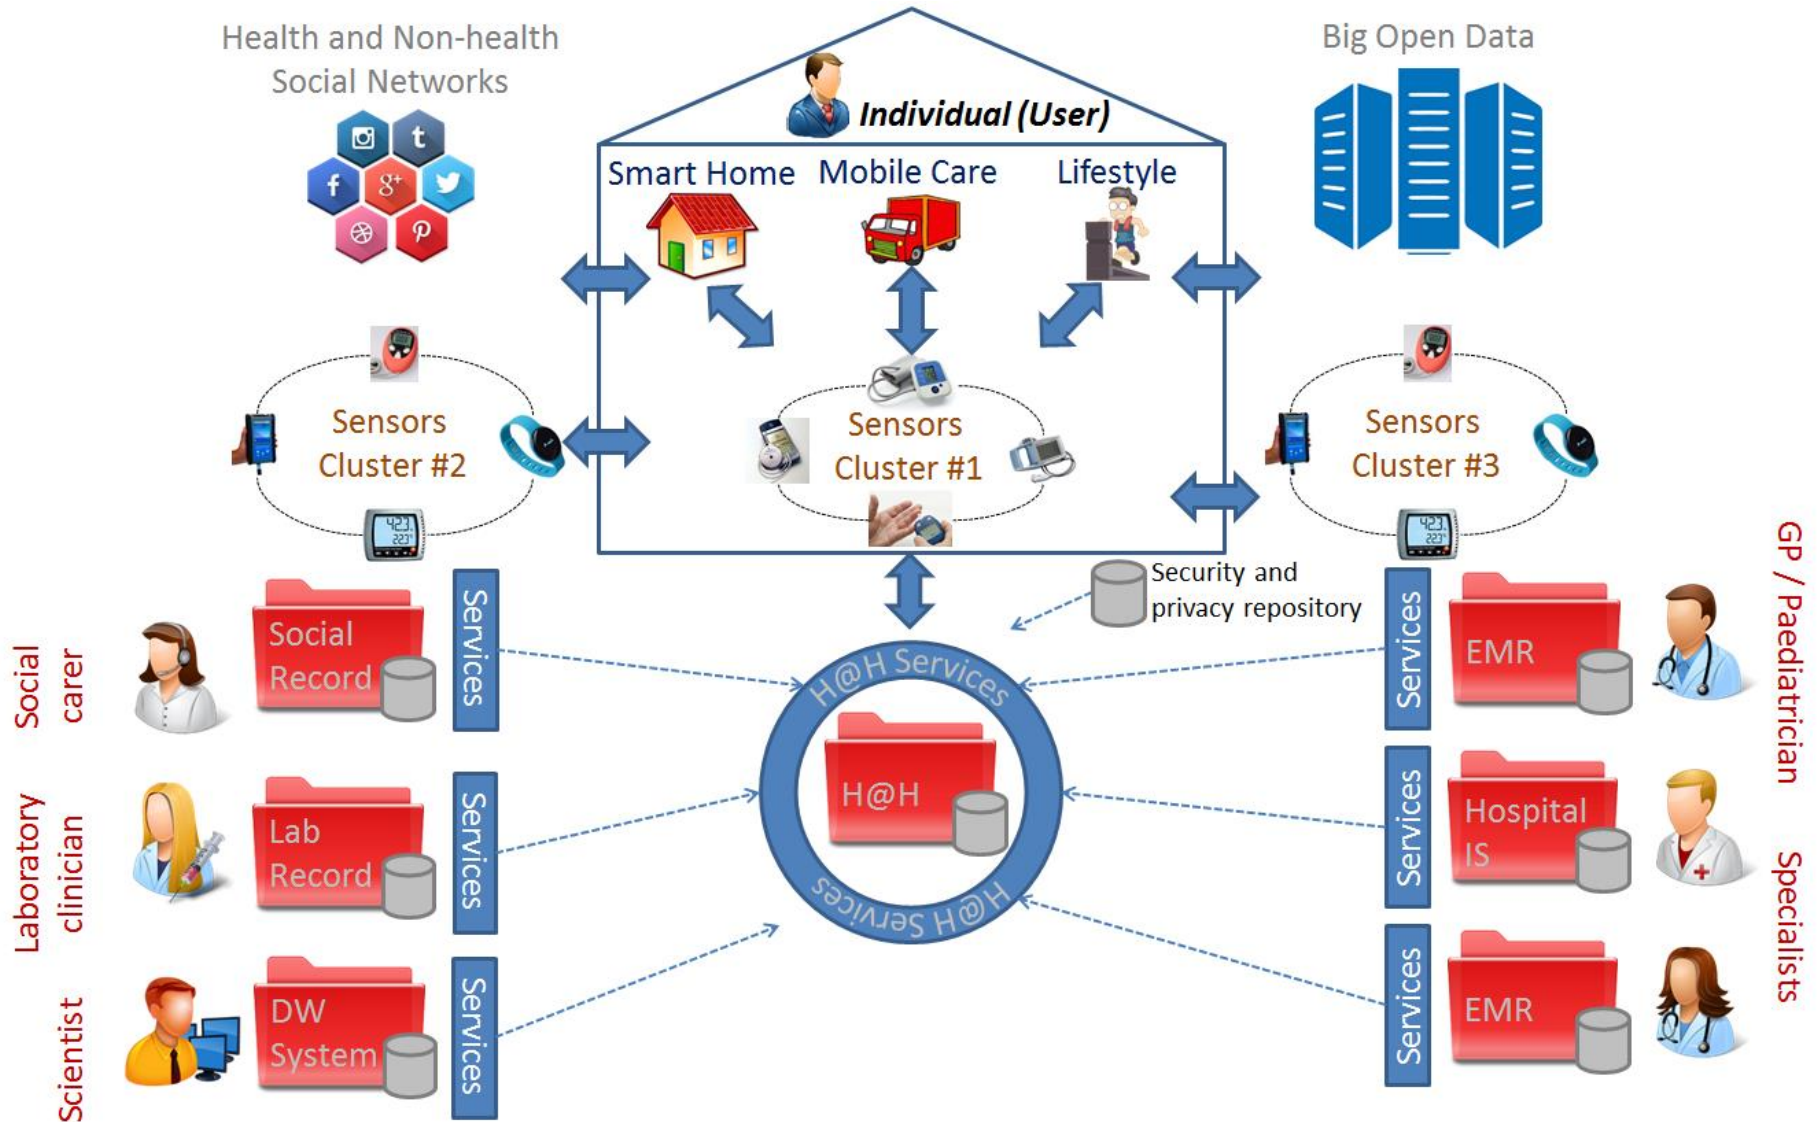 Health and Non-health
Social Networks
Big Open Data
Individual (User)
Smart Home
Mobile Care
Lifestyle
t
f
g+
Sensors
Cluster #2
Sensors
Cluster #1
Sensors
Cluster #3
Security and
privacy repository
Social
carer
Social
Record
Services
H@H Services
H@H
H@H Services
Services
EMR
GP / Paediatrician
Laboratory
clinician
Lab
Record
Services
Services
Hospital
IS
Specialists
Scientist
DW
System
Services
Services
EMR